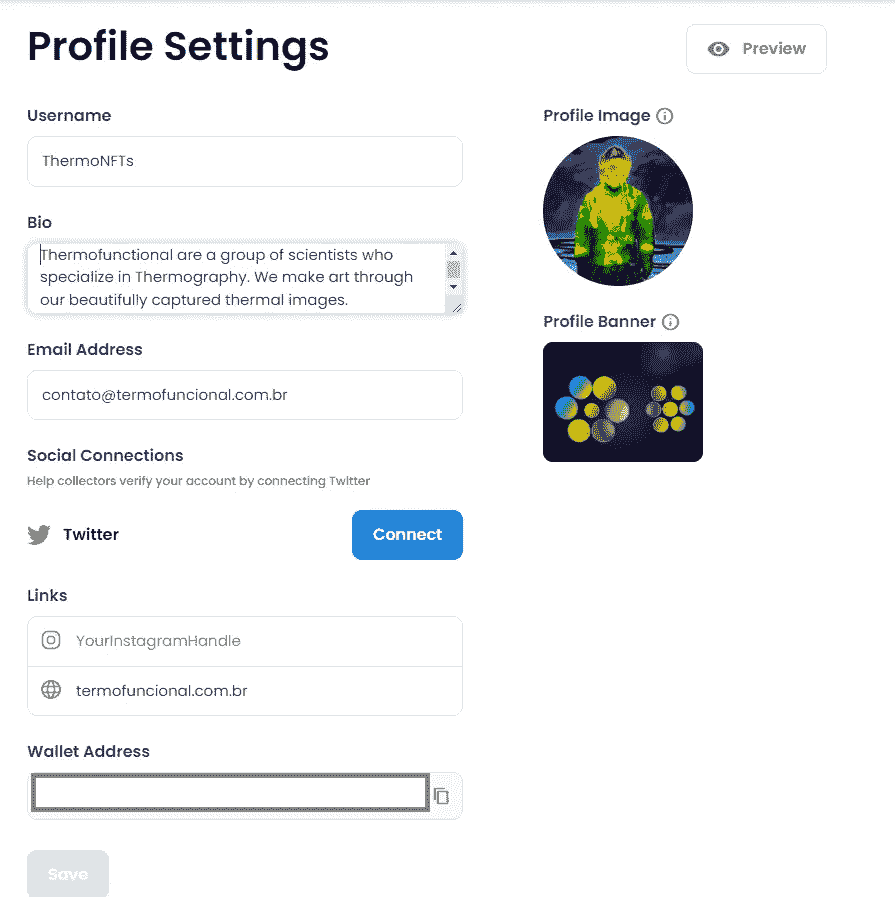 Profile Settings
Preview
Username
ThermoNFTs
Bio
Thermofunctional are a group of scientists who
specialize in Thermography. We make art through
our beautifully captured thermal images.
Email Address
contato@termofuncional.com.br
Social Connections
Help collectors verify your account by connecting Twitter
Twitter
Connect
Links
YourInstagramHandle
termofuncional.com.br
Wallet Address
Save
Profile Image
Profile Banner